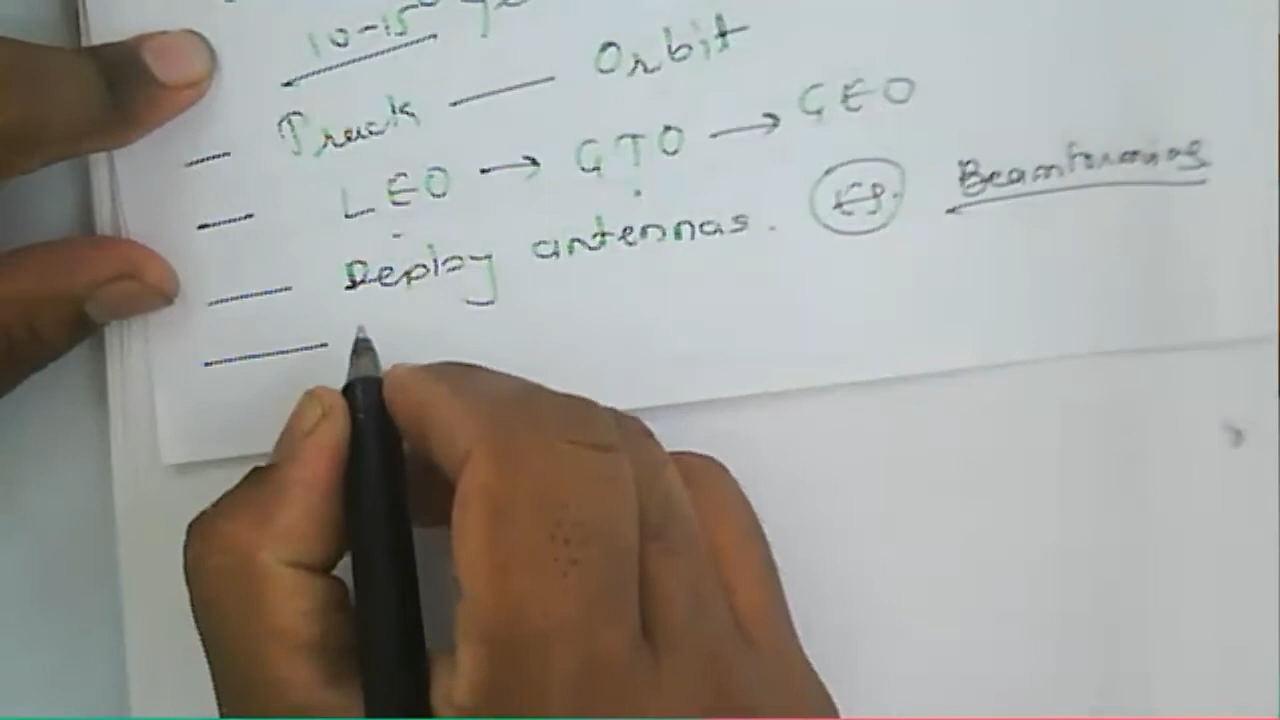 10-15
- Track — Orbit
- LEO → GTO → GEO
- Deploy antennas. Eg. Beamforming